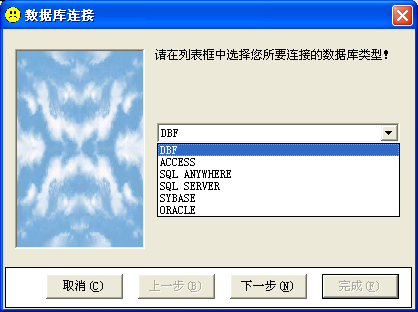 数据库连接
请在列表框中选择您所要连接的数据库类型!
DBF
DBF
ACCESS
SQL ANYWHERE
SQL SERVER
SYBASE
ORACLE
取消(C) 上一步(B) 下一步(N) 完成(F)